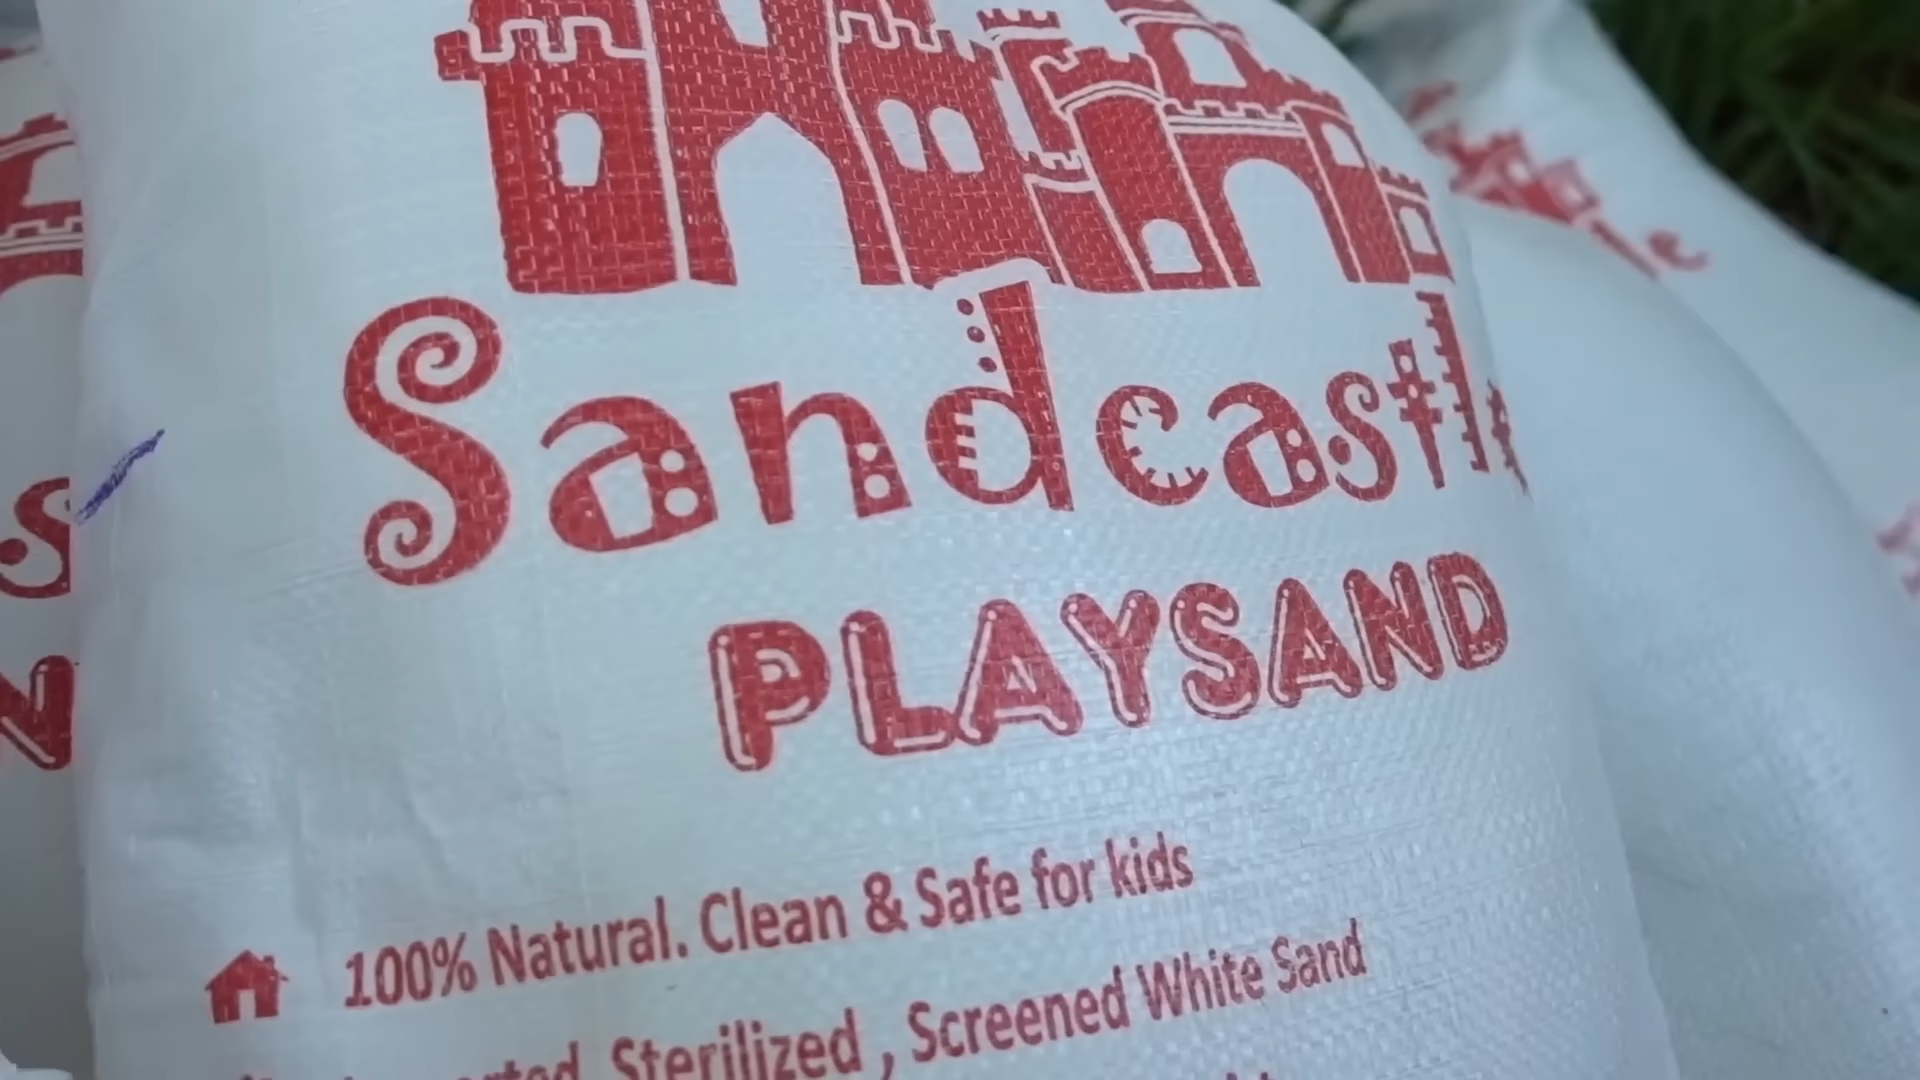 Sandcastle
PLAYSAND
100% Natural. Clean & Safe for kids
Sterilized , Screened White Sand